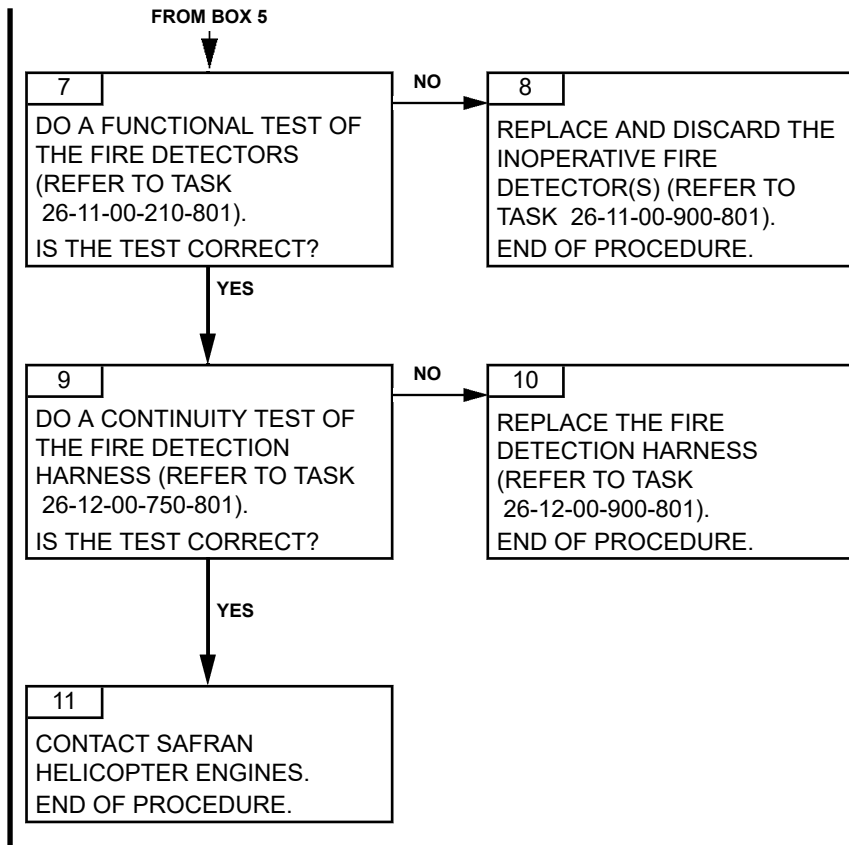 FROM BOX 5
7
DO A FUNCTIONAL TEST OF
THE FIRE DETECTORS
(REFER TO TASK
26-11-00-210-801).
IS THE TEST CORRECT?
NO
8
REPLACE AND DISCARD THE
INOPERATIVE FIRE
DETECTOR(S) (REFER TO
TASK 26-11-00-900-801).
END OF PROCEDURE.
YES
9
DO A CONTINUITY TEST OF
THE FIRE DETECTION
HARNESS (REFER TO TASK
26-12-00-750-801).
IS THE TEST CORRECT?
NO
10
REPLACE THE FIRE
DETECTION HARNESS
(REFER TO TASK
26-12-00-900-801).
END OF PROCEDURE.
YES
11
CONTACT SAFRAN
HELICOPTER ENGINES.
END OF PROCEDURE.